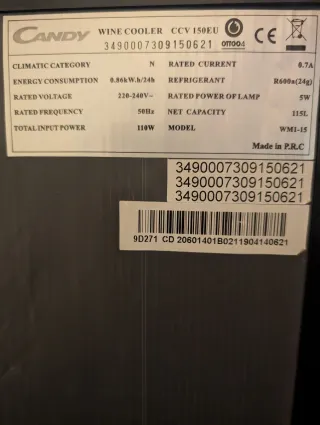 CANDY WINE COOLER CCV 150EU
3490007309150621
CLIMATIC CATEGORY N RATED CURRENT 0.7A
ENERGY CONSUMPTION 0.86kW.h/24h REFRIGERANT R600a(24g)
RATED VOLTAGE 220-240V~ RATED POWER OF LAMP 5W
RATED FREQUENCY 50Hz NET CAPACITY 115L
TOTAL INPUT POWER 110W MODEL WM1-15
Made in P.R.C
3490007309150621
3490007309150621
3490007309150621
9D271 CD 20601401B0211904140621